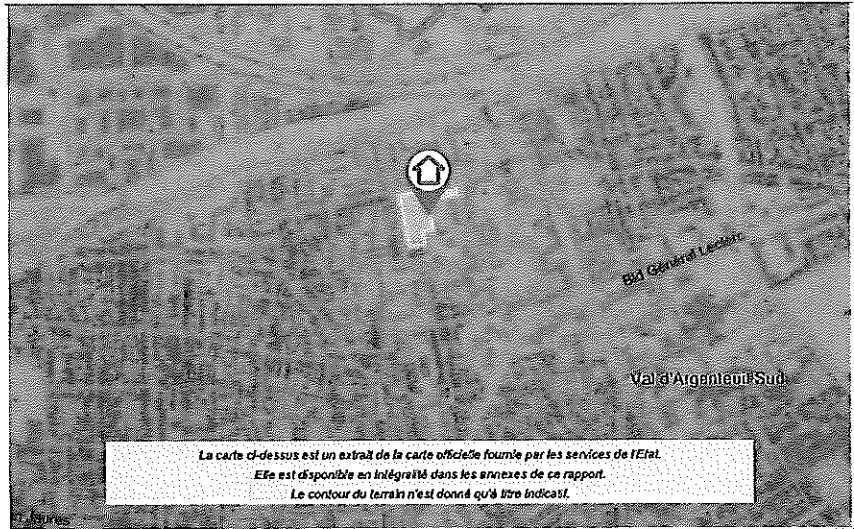 Bld Général Leclerc
Val d'Argenteuil Sud
La carte ci-dessus est un extrait de la carte officielle fournie par les services de l'Etat.
Elle est disponible en intégralité dans les annexes de ce rapport.
Le contour du terrain n'est donné qu'à titre indicatif.
Jaurès